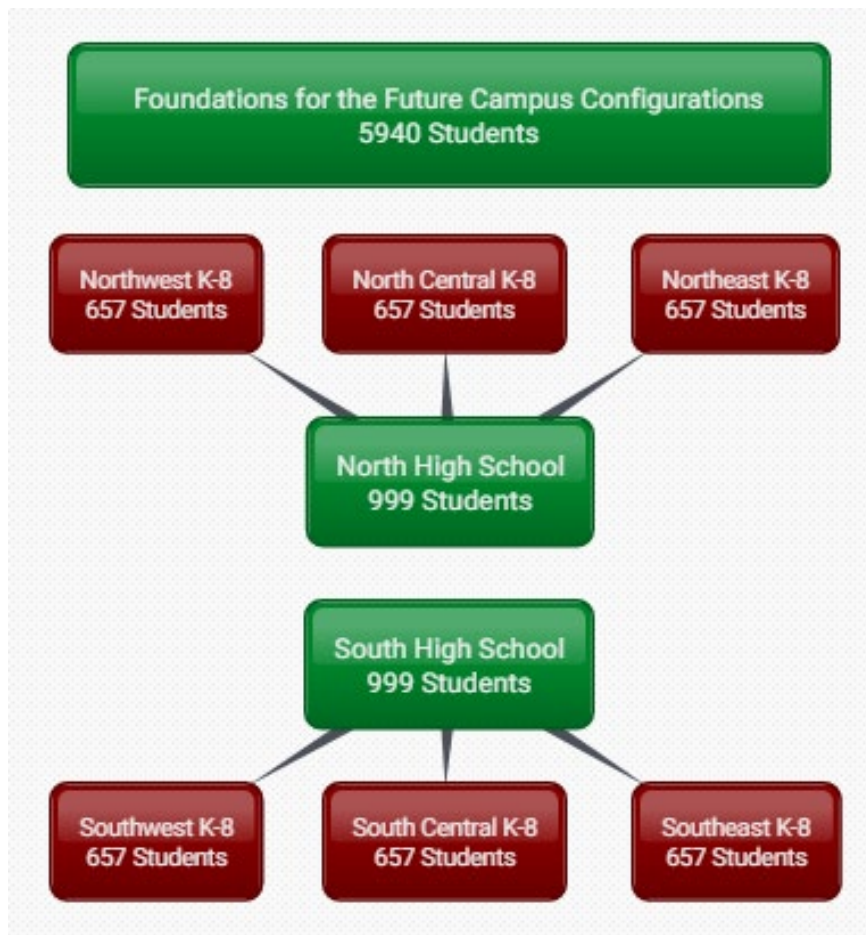 Foundations for the Future Campus Configurations
5940 Students
Northwest K-8
657 Students
North Central K-8
657 Students
Northeast K-8
657 Students
North High School
999 Students
South High School
999 Students
Southwest K-8
657 Students
South Central K-8
657 Students
Southeast K-8
657 Students